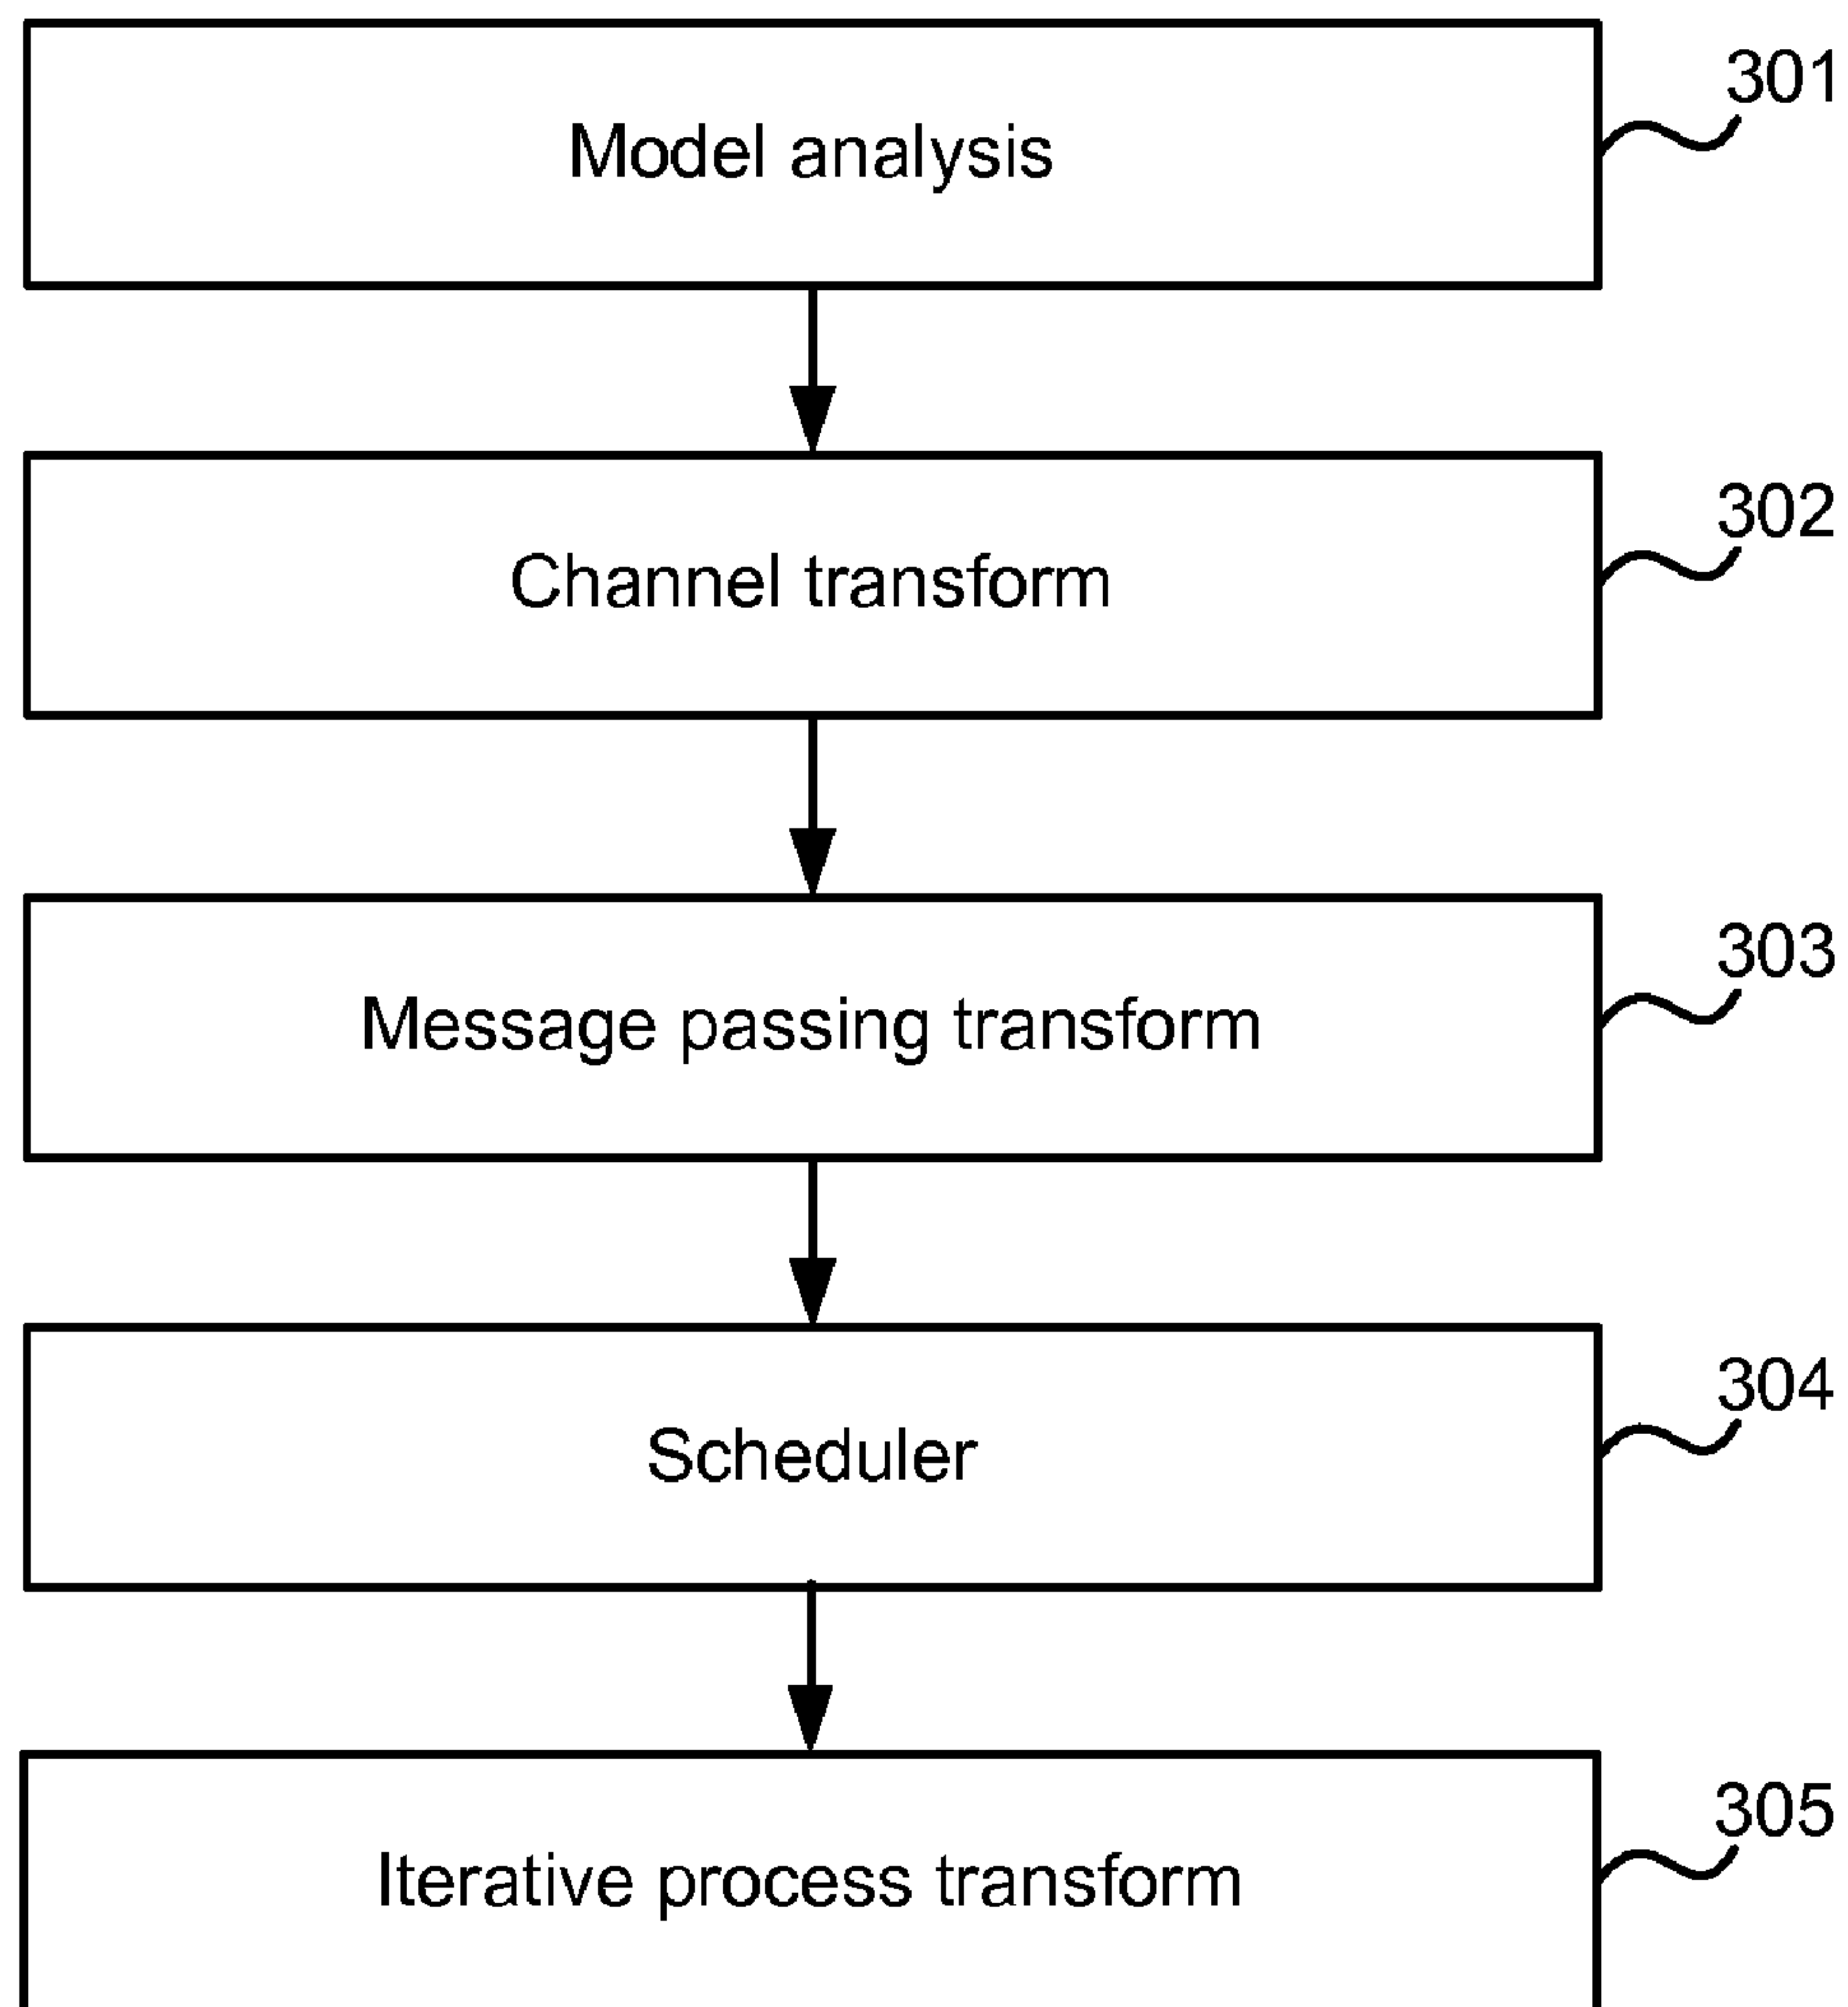 Model analysis
301
Channel transform
302
Message passing transform
303
Scheduler
304
Iterative process transform
305